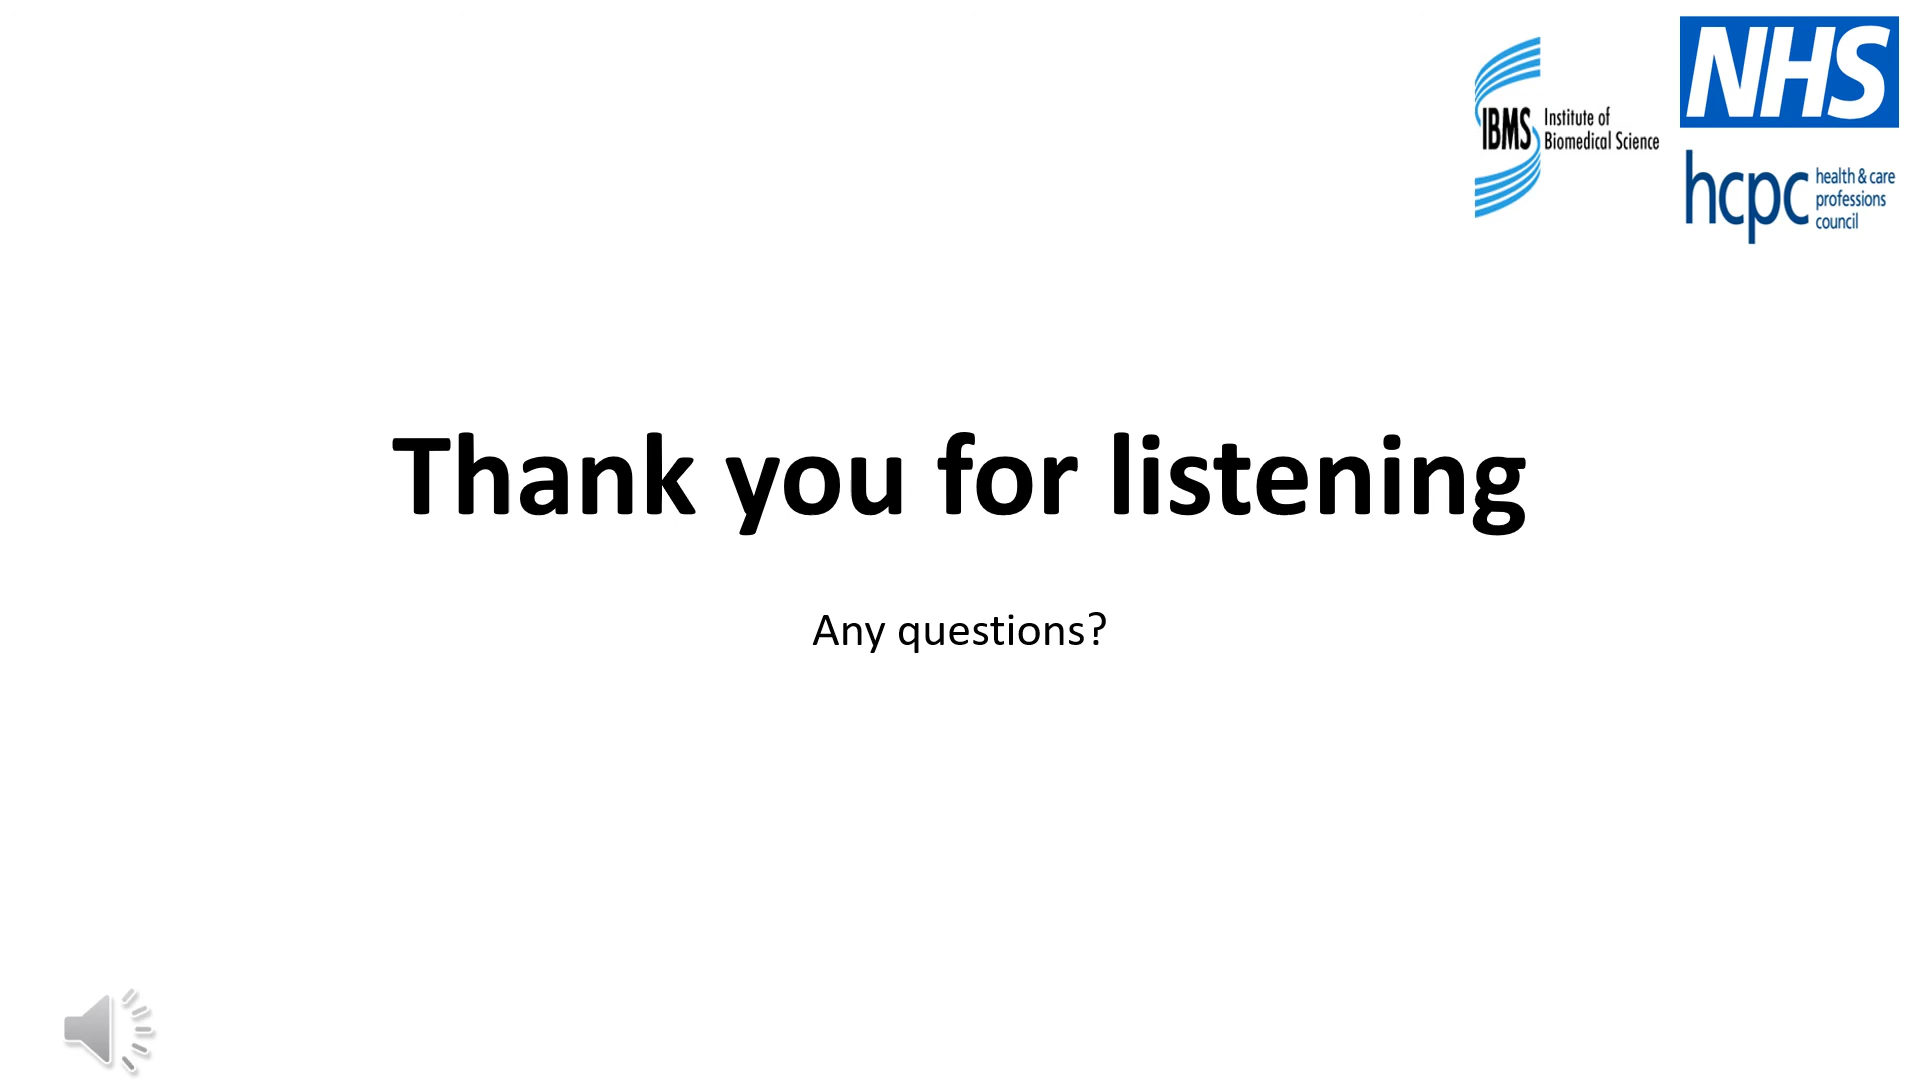 NHS
IBMS
Institute of
Biomedical Science
hcpc
health & care
professions
council
Thank you for listening
Any questions?